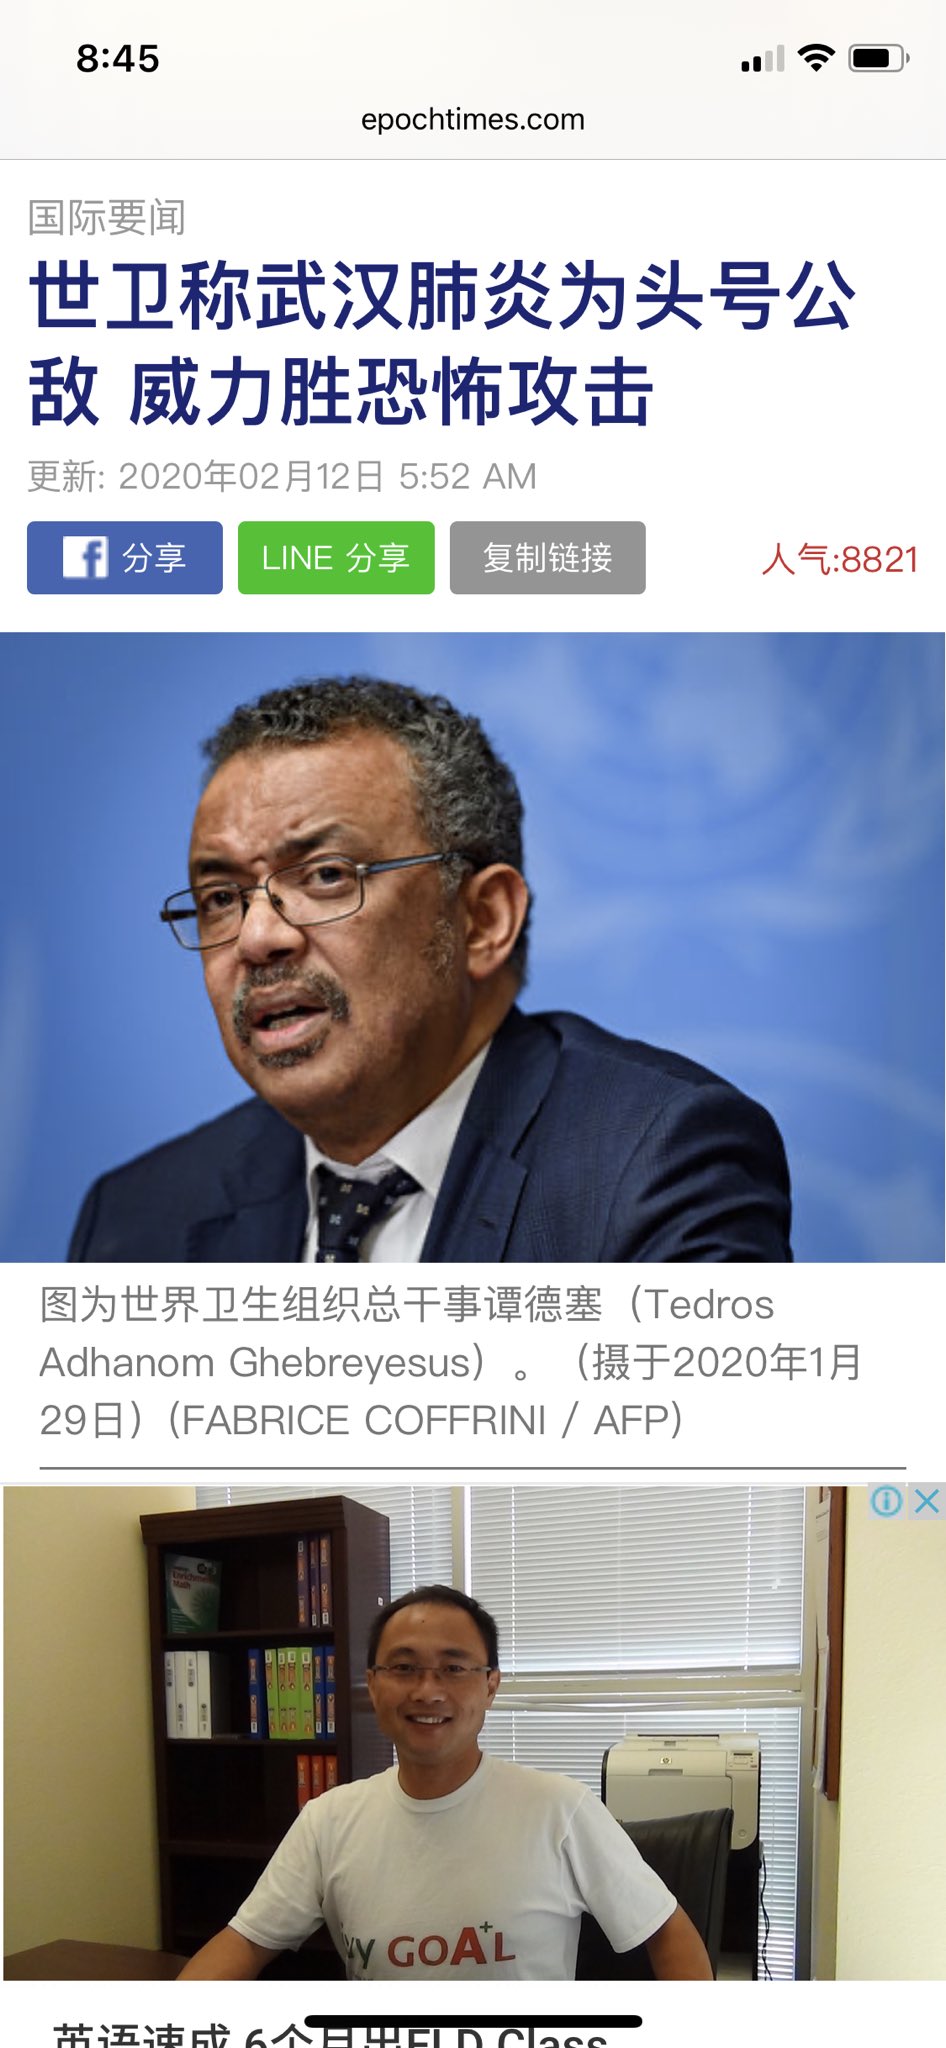 8:45
epochtimes.com
国际要闻
世卫称武汉肺炎为头号公
敌 威力胜恐怖攻击
更新: 2020年02月12日 5:52 AM
f 分享
LINE 分享
复制链接
人气:8821
图为世界卫生组织总干事谭德塞（Tedros
Adhanom Ghebreyesus）。（摄于2020年1月
29日）(FABRICE COFFRINI / AFP)
Enrichment
Math
hp
ivy GOA+L
英语速成 6个月出ELD Class